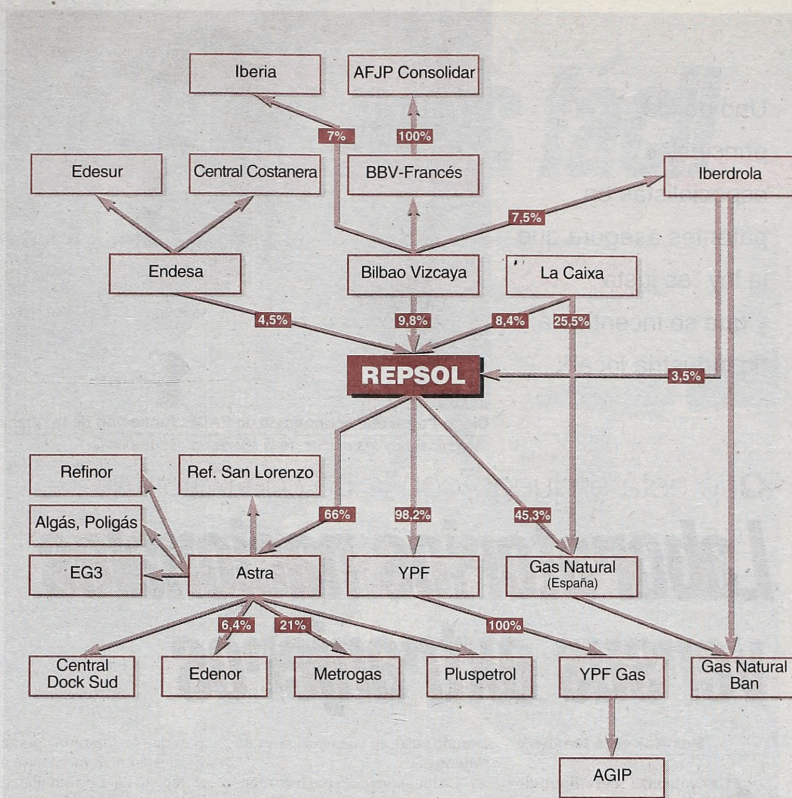 Iberia
AFJP Consolidar
7%
100%
Edesur
Central Costanera
BBV-Francés
Iberdrola
7,5%
Endesa
Bilbao Vizcaya
La Caixa
4,5%
9,8%
8,4%
25,5%
REPSOL
3,5%
Refinor
Ref. San Lorenzo
Algás, Poligás
66%
98,2%
45,3%
EG3
Astra
YPF
Gas Natural
(España)
6,4%
21%
100%
Central
Dock Sud
Edenor
Metrogas
Pluspetrol
YPF Gas
Gas Natural
Ban
AGIP